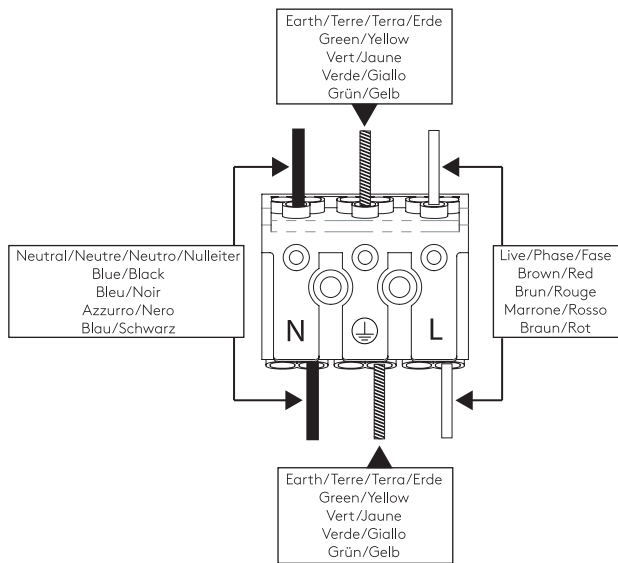 Earth/Terre/Terra/Erde
Green/Yellow
Vert/Jaune
Verde/Giallo
Grün/Gelb
Neutral/Neutre/Neutro/Nulleiter
Blue/Black
Bleu/Noir
Azzurro/Nero
Blau/Schwarz
Live/Phase/Fase
Brown/Red
Brun/Rouge
Marrone/Rosso
Braun/Rot
N
L
Earth/Terre/Terra/Erde
Green/Yellow
Vert/Jaune
Verde/Giallo
Grün/Gelb